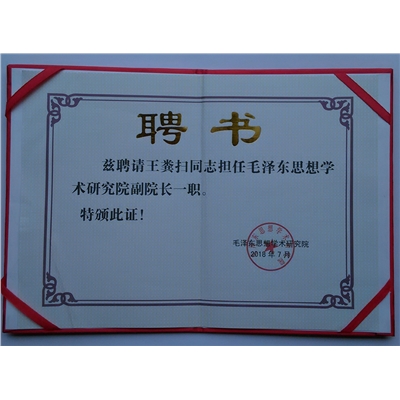 聘书
兹聘请王粪扫同志担任毛泽东思想学
术研究院副院长一职。
特颁此证!
毛泽东思想学术研究院
2018年7月